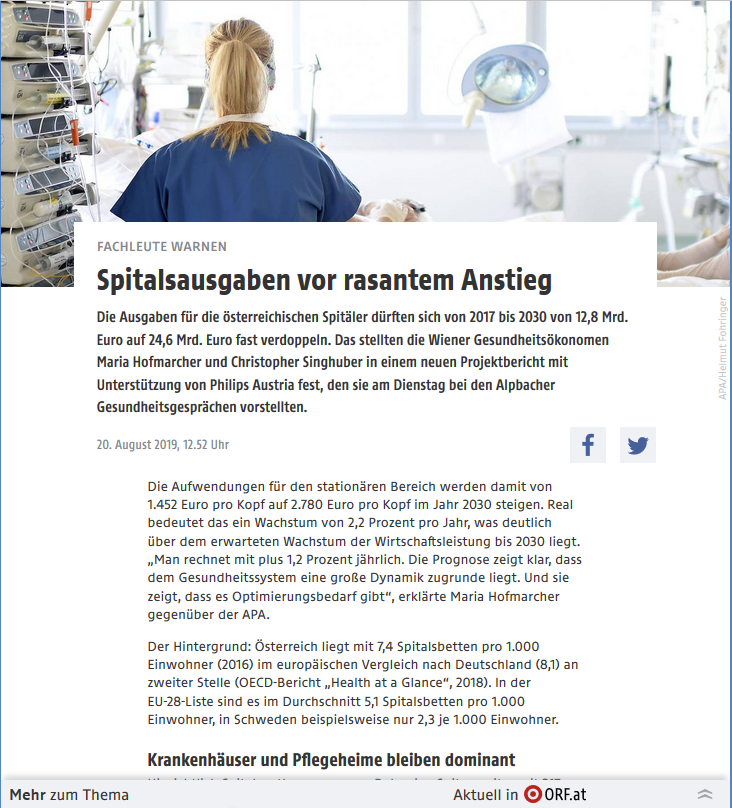 FACHLEUTE WARNEN
Spitalsausgaben vor rasantem Anstieg
Die Ausgaben für die österreichischen Spitäler dürften sich von 2017 bis 2030 von 12,8 Mrd.
Euro auf 24,6 Mrd. Euro fast verdoppeln. Das stellten die Wiener Gesundheitsökonomen
Maria Hofmarcher und Christopher Singhuber in einem neuen Projektbericht mit
Unterstützung von Philips Austria fest, den sie am Dienstag bei den Alpbacher
Gesundheitsgesprächen vorstellten.
APA/Helmut Fohringer
20. August 2019, 12.52 Uhr
Die Aufwendungen für den stationären Bereich werden damit von
1.452 Euro pro Kopf auf 2.780 Euro pro Kopf im Jahr 2030 steigen. Real
bedeutet das ein Wachstum von 2,2 Prozent pro Jahr, was deutlich
über dem erwarteten Wachstum der Wirtschaftsleistung bis 2030 liegt.
„Man rechnet mit plus 1,2 Prozent jährlich. Die Prognose zeigt klar, dass
dem Gesundheitssystem eine große Dynamik zugrunde liegt. Und sie
zeigt, dass es Optimierungsbedarf gibt“, erklärte Maria Hofmarcher
gegenüber der APA.
Der Hintergrund: Österreich liegt mit 7,4 Spitalsbetten pro 1.000
Einwohner (2016) im europäischen Vergleich nach Deutschland (8,1) an
zweiter Stelle (OECD-Bericht „Health at a Glance“, 2018). In der
EU-28-Liste sind es im Durchschnitt 5,1 Spitalsbetten pro 1.000
Einwohner, in Schweden beispielsweise nur 2,3 je 1.000 Einwohner.
Krankenhäuser und Pflegeheime bleiben dominant
Mehr zum Thema
Aktuell in ORF.at